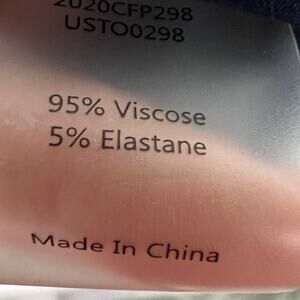 2020CFP298
USTO0298
95% Viscose
5% Elastane
Made In China